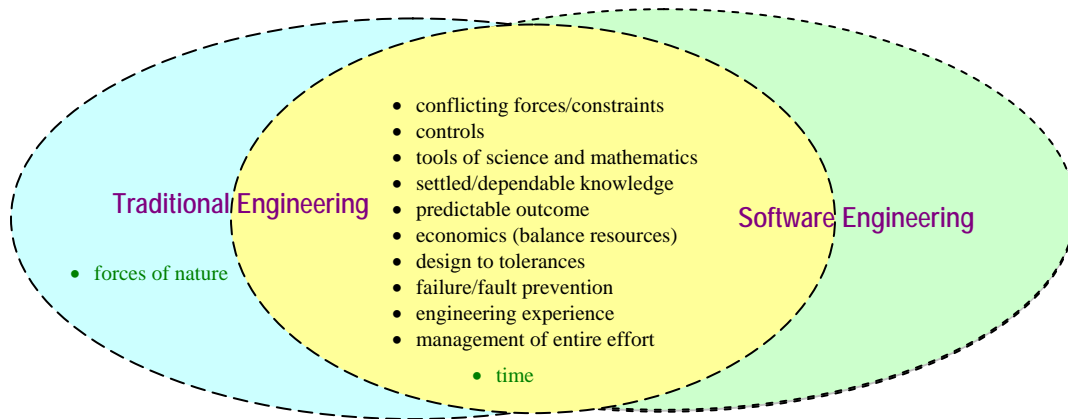 • conflicting forces/constraints
• controls
• tools of science and mathematics
• settled/dependable knowledge
Traditional Engineering
• predictable outcome
Software Engineering
• economics (balance resources)
• design to tolerances
• forces of nature
• failure/fault prevention
• engineering experience
• management of entire effort
• time